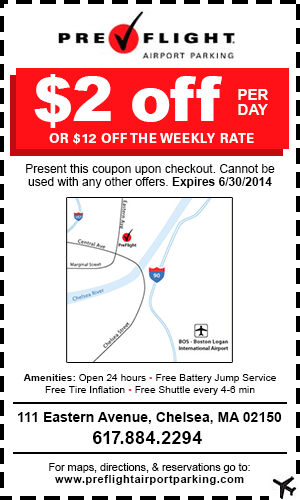 PREFLIGHT
AIRPORT PARKING
$2 off PER DAY
OR $12 OFF THE WEEKLY RATE
Present this coupon upon checkout. Cannot be
used with any other offers. Expires 6/30/2014
Eastern Ave
Central Ave
PreFlight
Marginal Street
90
Chelsea River
Chelsea Street
BOS - Boston Logan
International Airport
Amenities: Open 24 hours - Free Battery Jump Service
Free Tire Inflation - Free Shuttle every 4-6 min
111 Eastern Avenue, Chelsea, MA 02150
617.884.2294
For maps, directions, & reservations go to:
www.preflightairportparking.com